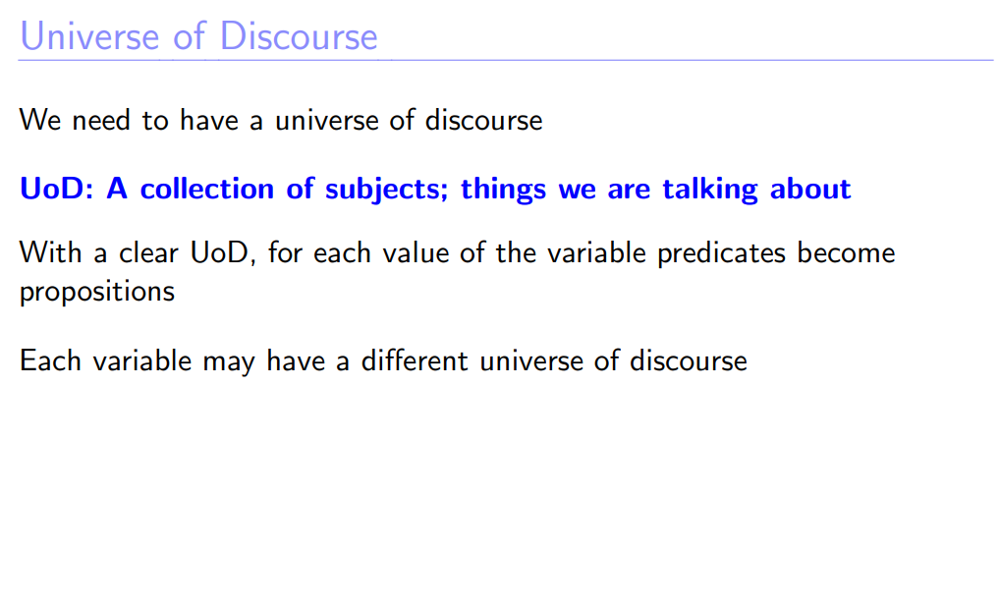 Universe of Discourse
We need to have a universe of discourse
UoD: A collection of subjects; things we are talking about
With a clear UoD, for each value of the variable predicates become
propositions
Each variable may have a different universe of discourse